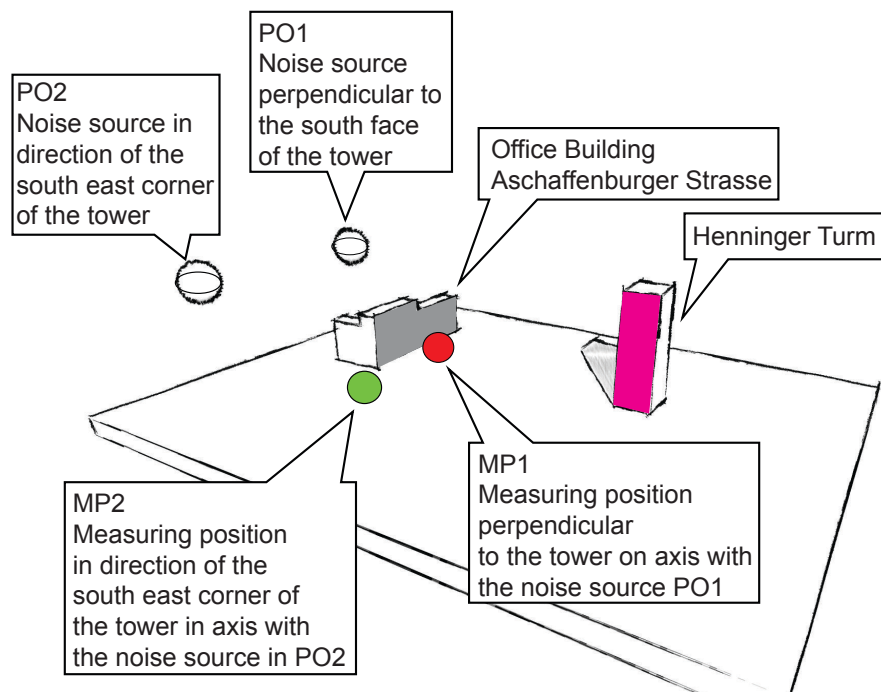 PO1
Noise source
perpendicular to
the south face
of the tower
PO2
Noise source in
direction of the
south east corner
of the tower
Office Building
Aschaffenburger Strasse
Henninger Turm
MP1
Measuring position
perpendicular
to the tower on axis with
the noise source PO1
MP2
Measuring position
in direction of the
south east corner of
the tower in axis with
the noise source in PO2